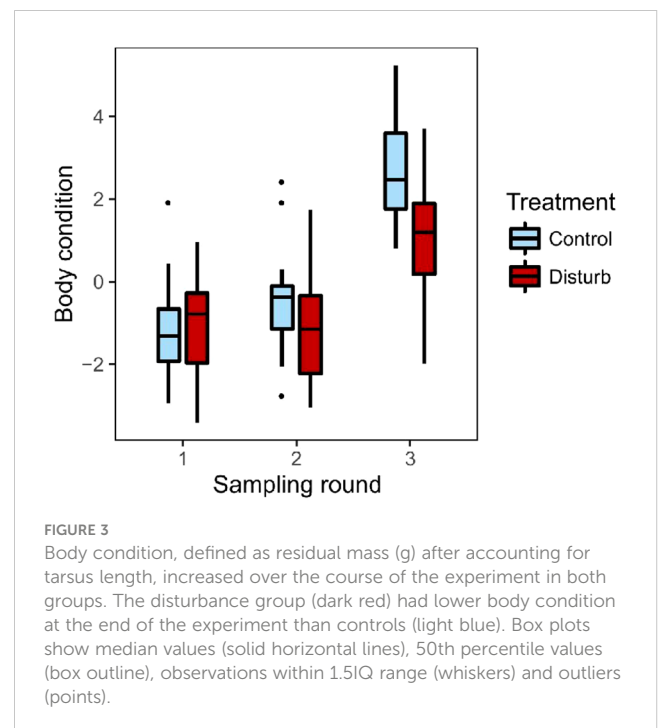 4
2
0
−2
Body condition
1
2
3
Sampling round
Treatment
Control
Disturb
FIGURE 3
Body condition, defined as residual mass (g) after accounting for
tarsus length, increased over the course of the experiment in both
groups. The disturbance group (dark red) had lower body condition
at the end of the experiment than controls (light blue). Box plots
show median values (solid horizontal lines), 50th percentile values
(box outline), observations within 1.5IQ range (whiskers) and outliers
(points).